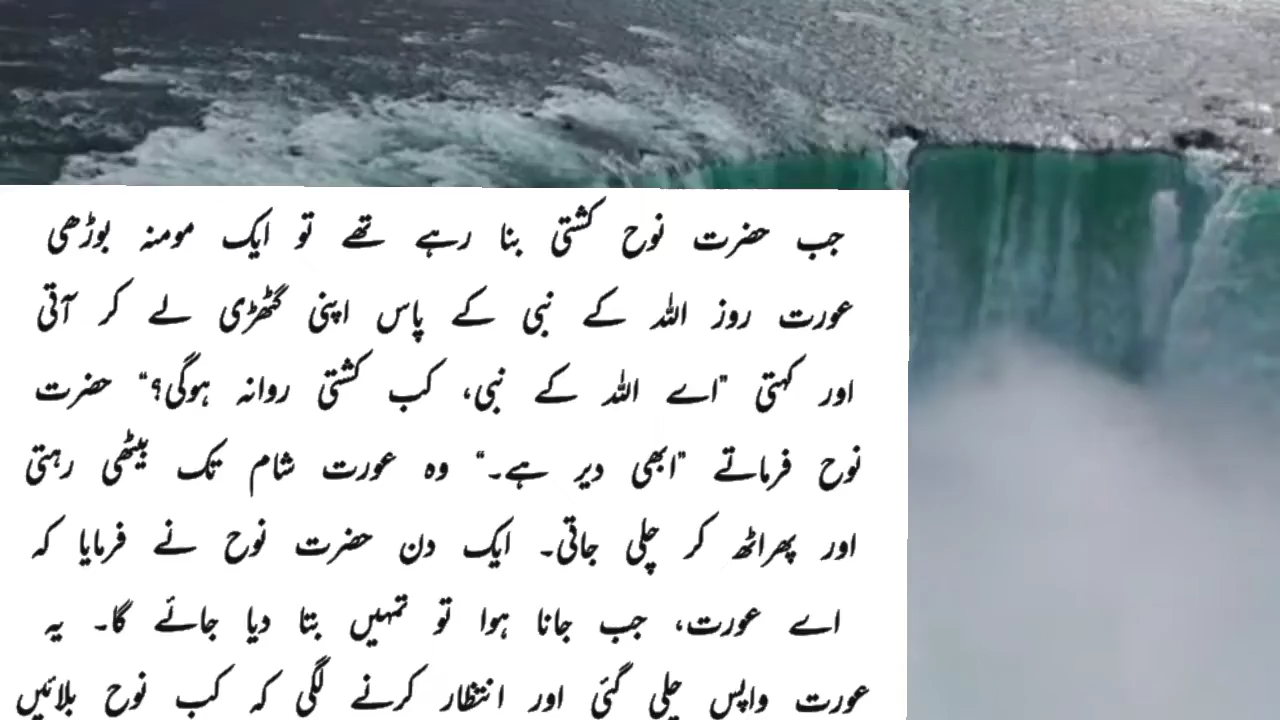 جب حضرت نوح کشتی بنا رہے تھے تو ایک مومنہ بوڑھی
عورت روز اللہ کے نبی کے پاس اپنی گٹھڑی لے کر آتی
اور کہتی "اے اللہ کے نبی، کب کشتی روانہ ہوگی؟" حضرت
نوح فرماتے "ابھی دیر ہے۔" وہ عورت شام تک بیٹھی رہتی
اور پھراٹھ کر چلی جاتی۔ ایک دن حضرت نوح نے فرمایا کہ
اے عورت، جب جانا ہوا تو تمہیں بتا دیا جائے گا۔ یہ
عورت واپس چلی گئی اور انتظار کرنے لگی کہ کب نوح بلائیں